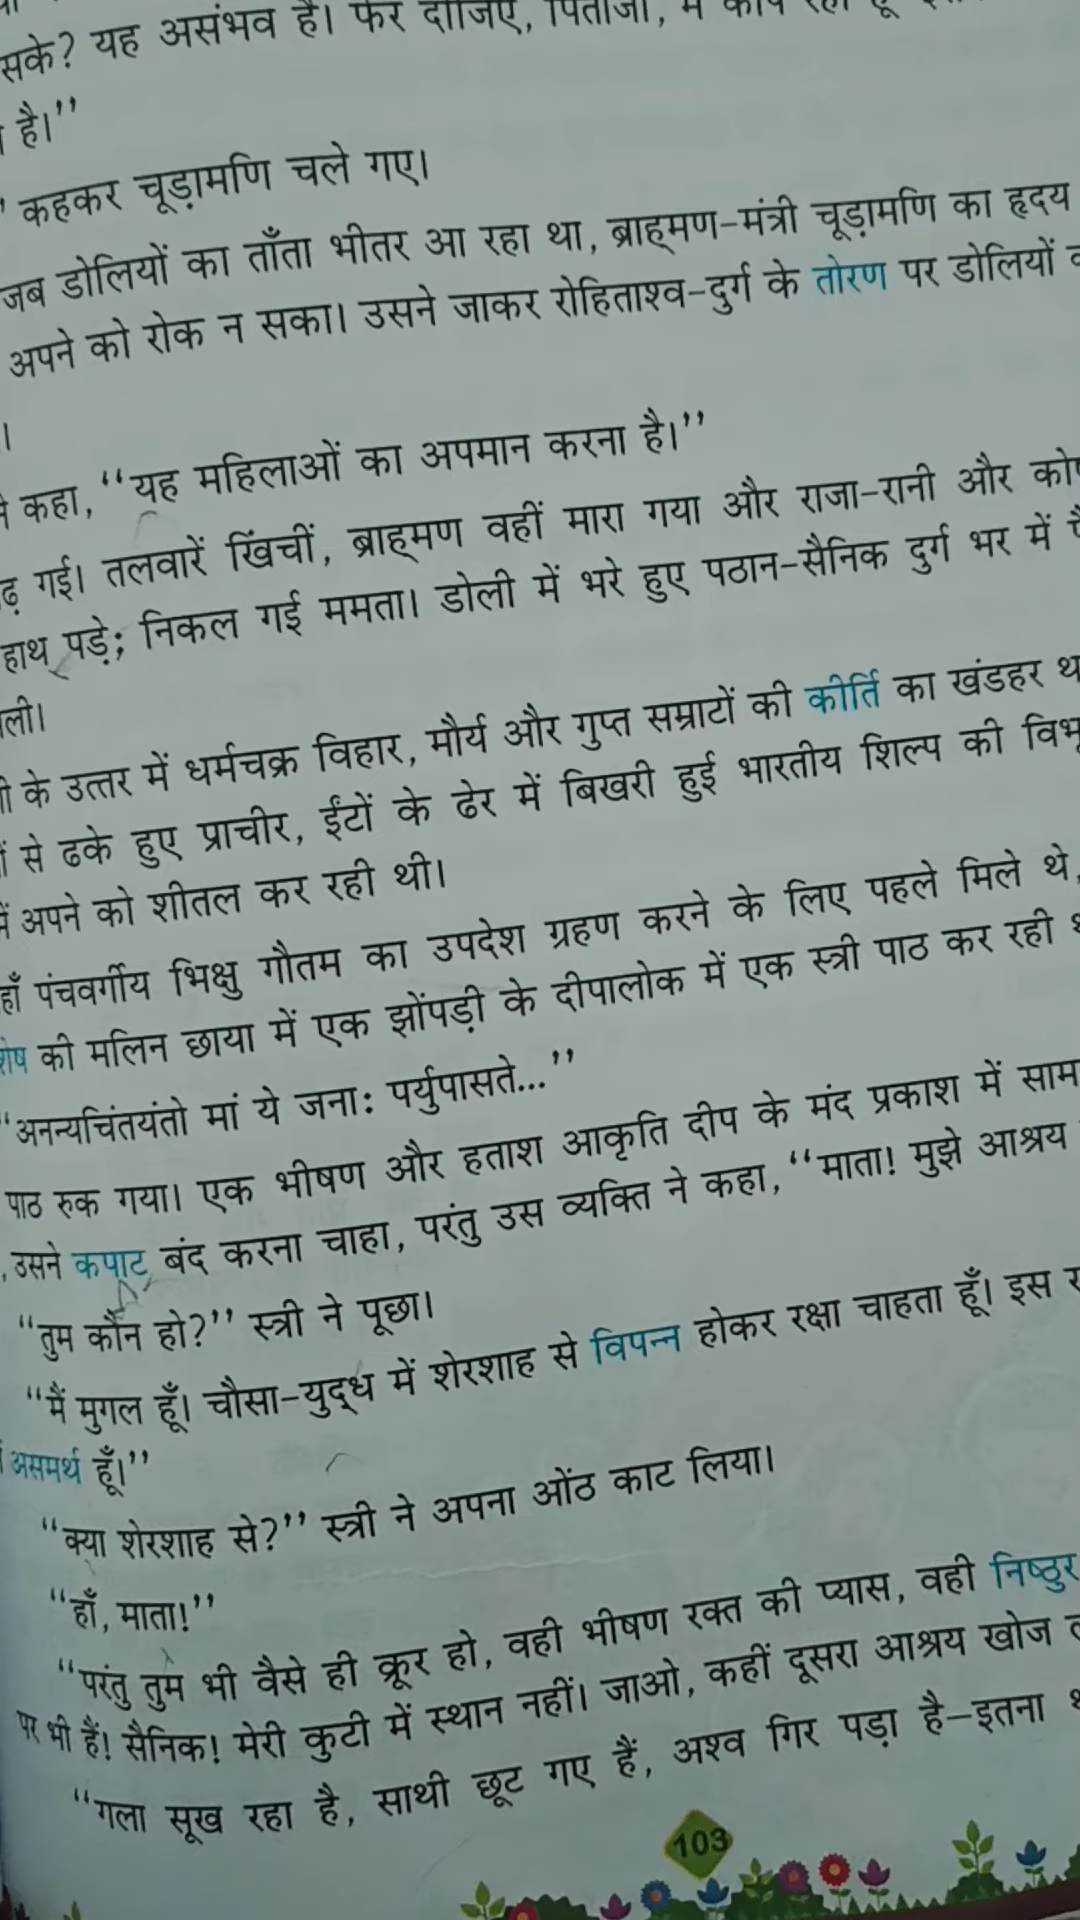 सके? यह असंभव है। फेर दीजिए, पिताजी, मैं काँप रही हूँ
है।”
कहकर चूड़ामणि चले गए।
जब डोलियों का ताँता भीतर आ रहा था, ब्राह्मण-मंत्री चूड़ामणि का हृदय
अपने को रोक न सका। उसने जाकर रोहिताश्व-दुर्ग के तोरण पर डोलियों
।
कहा, “यह महिलाओं का अपमान करना है।”
गई। तलवारें खिंचीं, ब्राह्मण वहीं मारा गया और राजा-रानी और
हाथ पड़े; निकल गई ममता। डोली में भरे हुए पठान-सैनिक दुर्ग भर में
के उत्तर में धर्मचक्र विहार, मौर्य और गुप्त सम्राटों की कीर्ति का खंडहर
से ढके हुए प्राचीर, ईंटों के ढेर में बिखरी हुई भारतीय शिल्प की
अपने को शीतल कर रही थी।
पंचवर्गीय भिक्षु गौतम का उपदेश ग्रहण करने के लिए पहले मिले थे,
की मलिन छाया में एक झोंपड़ी के दीपालोक में एक स्त्री पाठ कर रही
“अनन्यचिंतयंतो मां ये जनाः पर्युपासते...”
पाठ रुक गया। एक भीषण और हताश आकृति दीप के मंद प्रकाश में
, उसने कपाट बंद करना चाहा, परंतु उस व्यक्ति ने कहा, “माता! मुझे आश्रय
“तुम कौन हो?” स्त्री ने पूछा।
“मैं मुगल हूँ। चौसा-युद्ध में शेरशाह से विपन्न होकर रक्षा चाहता हूँ। इस
असमर्थ हूँ।”
“क्या शेरशाह से?” स्त्री ने अपना ओंठ काट लिया।
“हाँ, माता!”
“परंतु तुम भी वैसे ही क्रूर हो, वही भीषण रक्त की प्यास, वही निष्ठुर
पर भी हैं! सैनिक! मेरी कुटी में स्थान नहीं। जाओ, कहीं दूसरा आश्रय खोज
“गला सूख रहा है, साथी छूट गए हैं, अश्व गिर पड़ा है—इतना
103